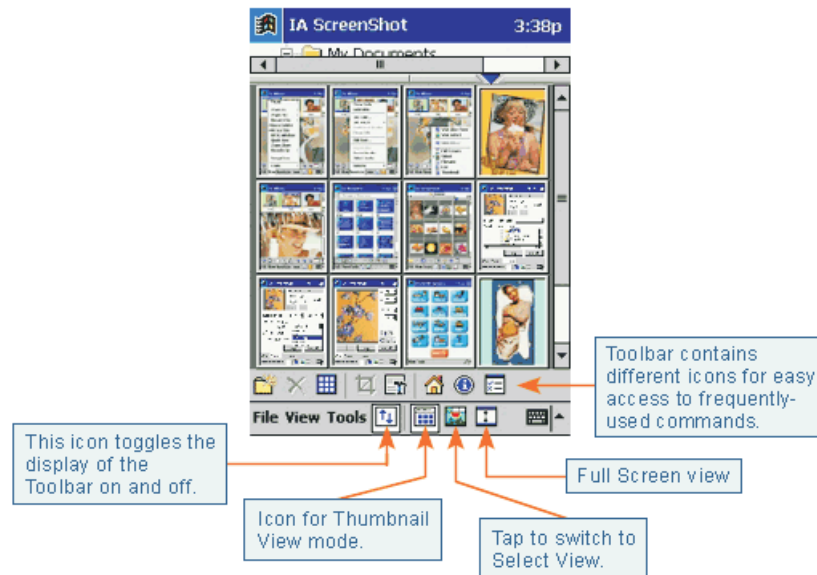 IA ScreenShot 3:38p
My Documents
File View Tools
Toolbar contains
different icons for easy
access to frequently-
used commands.
This icon toggles the
display of the
Toolbar on and off.
Full Screen view
Icon for Thumbnail
View mode.
Tap to switch to
Select View.